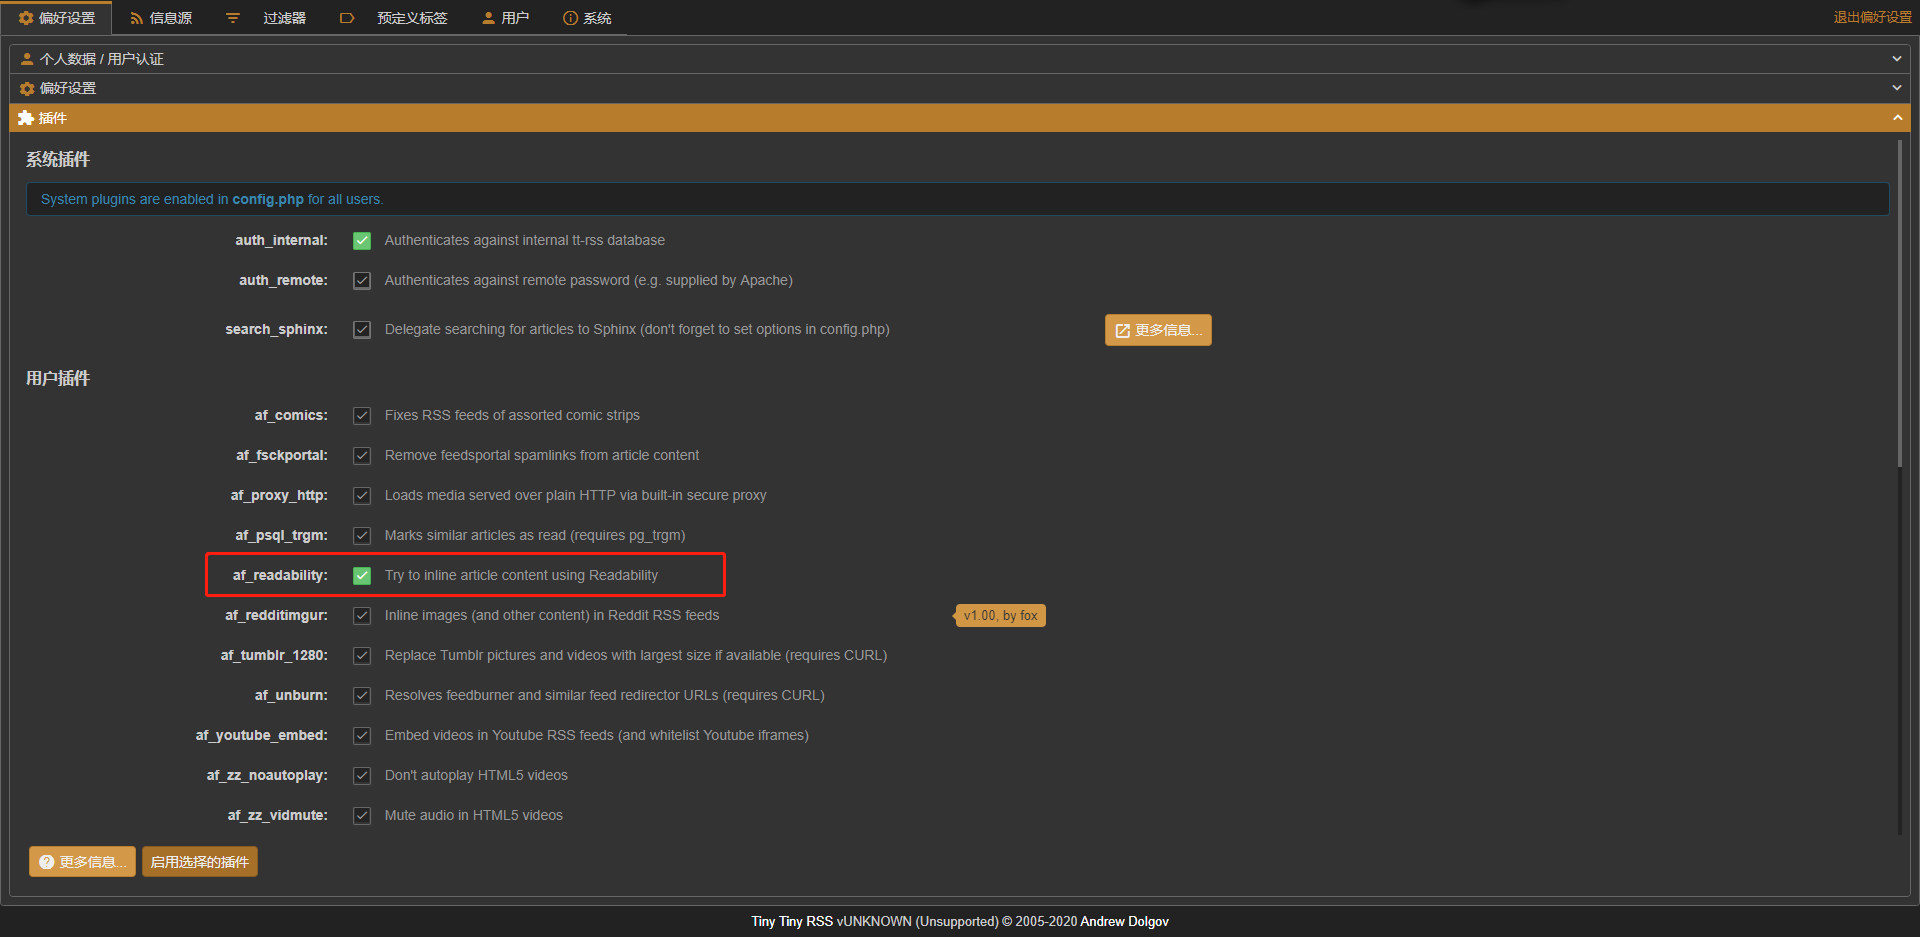 偏好设置 信息源 过滤器 预定义标签 用户 系统 退出偏好设置
个人数据 / 用户认证
偏好设置
插件
系统插件
System plugins are enabled in config.php for all users.
auth_internal: Authenticates against internal tt-rss database
auth_remote: Authenticates against remote password (e.g. supplied by Apache)
search_sphinx: Delegate searching for articles to Sphinx (don't forget to set options in config.php) 更多信息...
用户插件
af_comics: Fixes RSS feeds of assorted comic strips
af_fsckportal: Remove feedsportal spamlinks from article content
af_proxy_http: Loads media served over plain HTTP via built-in secure proxy
af_psql_trgm: Marks similar articles as read (requires pg_trgm)
af_readability: Try to inline article content using Readability
af_redditimgur: Inline images (and other content) in Reddit RSS feeds v1.00, by fox
af_tumblr_1280: Replace Tumblr pictures and videos with largest size if available (requires CURL)
af_unburn: Resolves feedburner and similar feed redirector URLs (requires CURL)
af_youtube_embed: Embed videos in Youtube RSS feeds (and whitelist Youtube iframes)
af_zz_noautoplay: Don't autoplay HTML5 videos
af_zz_vidmute: Mute audio in HTML5 videos
更多信息... 启用选择的插件
Tiny Tiny RSS vUNKNOWN (Unsupported) © 2005-2020 Andrew Dolgov